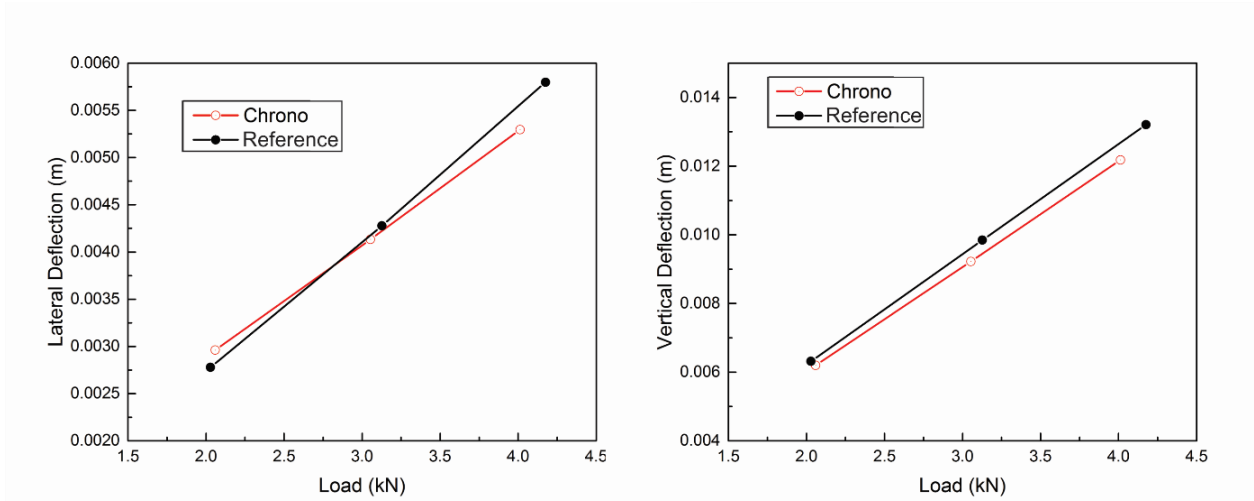 0.0060
0.0055
0.0050
0.0045
0.0040
0.0035
0.0030
0.0025
0.0020
Lateral Deflection (m)
Chrono
Reference
1.5 2.0 2.5 3.0 3.5 4.0 4.5
Load (kN)
0.014
0.012
0.010
0.008
0.006
0.004
Vertical Deflection (m)
Chrono
Reference
1.5 2.0 2.5 3.0 3.5 4.0 4.5
Load (kN)